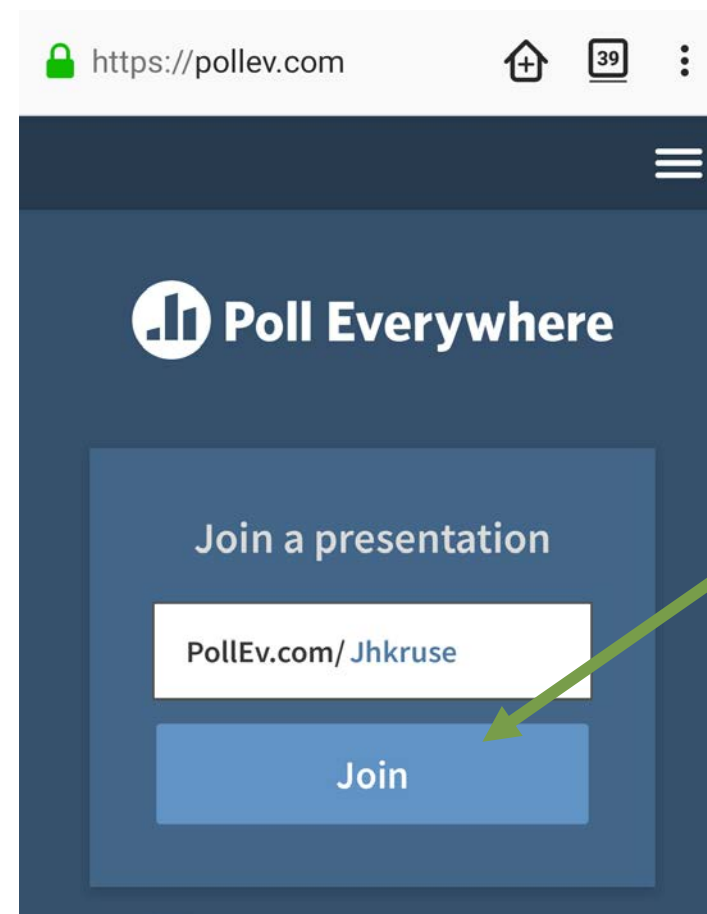 https://pollev.com 39
Poll Everywhere
Join a presentation
PollEv.com/ Jhkruse
Join